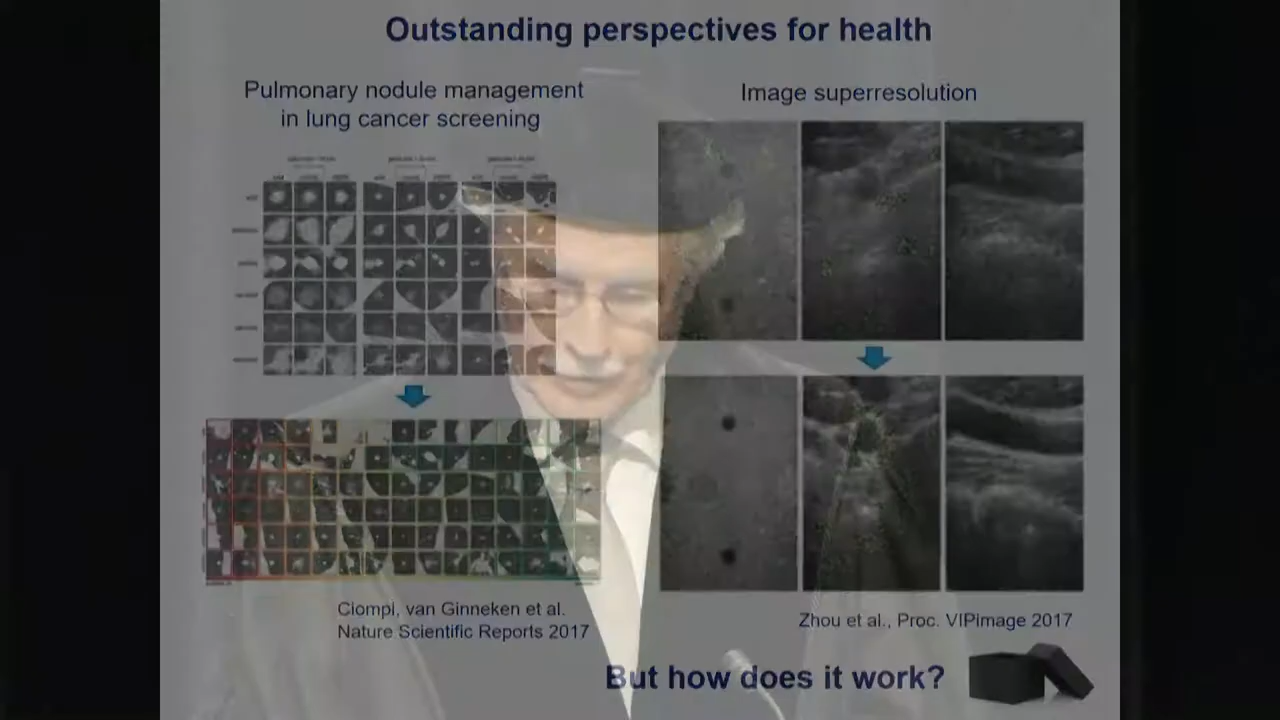 Outstanding perspectives for health
Pulmonary nodule management
in lung cancer screening
Image superresolution
Ciompi, van Ginneken et al.
Nature Scientific Reports 2017
Zhou et al., Proc. VIPimage 2017
But how does it work?